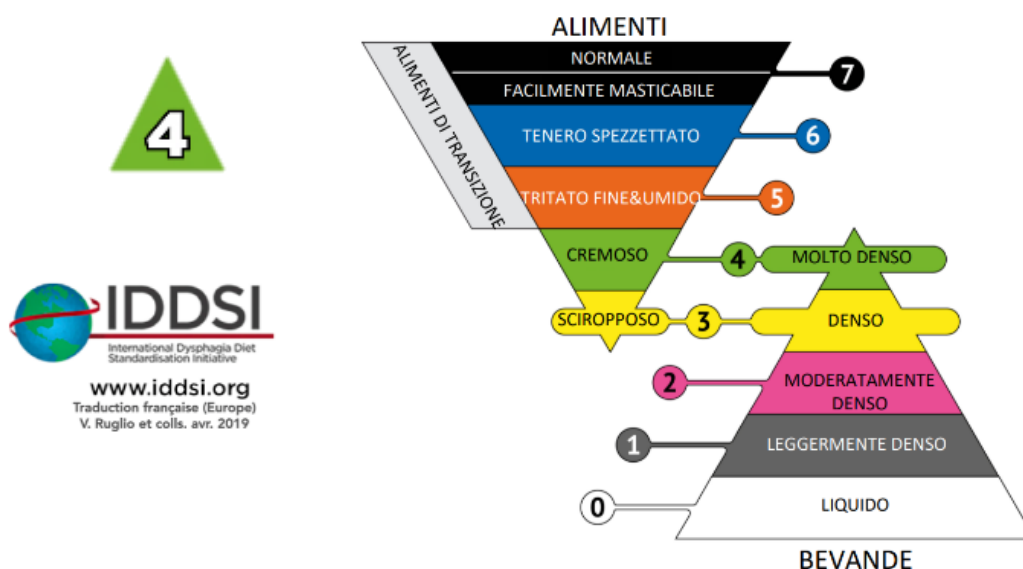 4
IDDSI
International Dysphagia Diet
Standardisation Initiative
www.iddsi.org
Traduction française (Europe)
V. Ruglio et colls. avr. 2019
ALIMENTI
ALIMENTI DI TRANSIZIONE
NORMALE
7
FACILMENTE MASTICABILE
TENERO SPEZZETTATO
6
TRITATO FINE&UMIDO
5
CREMOSO
4
MOLTO DENSO
SCIROPPOSO
3
DENSO
2
MODERATAMENTE
DENSO
1
LEGGERMENTE DENSO
0
LIQUIDO
BEVANDE